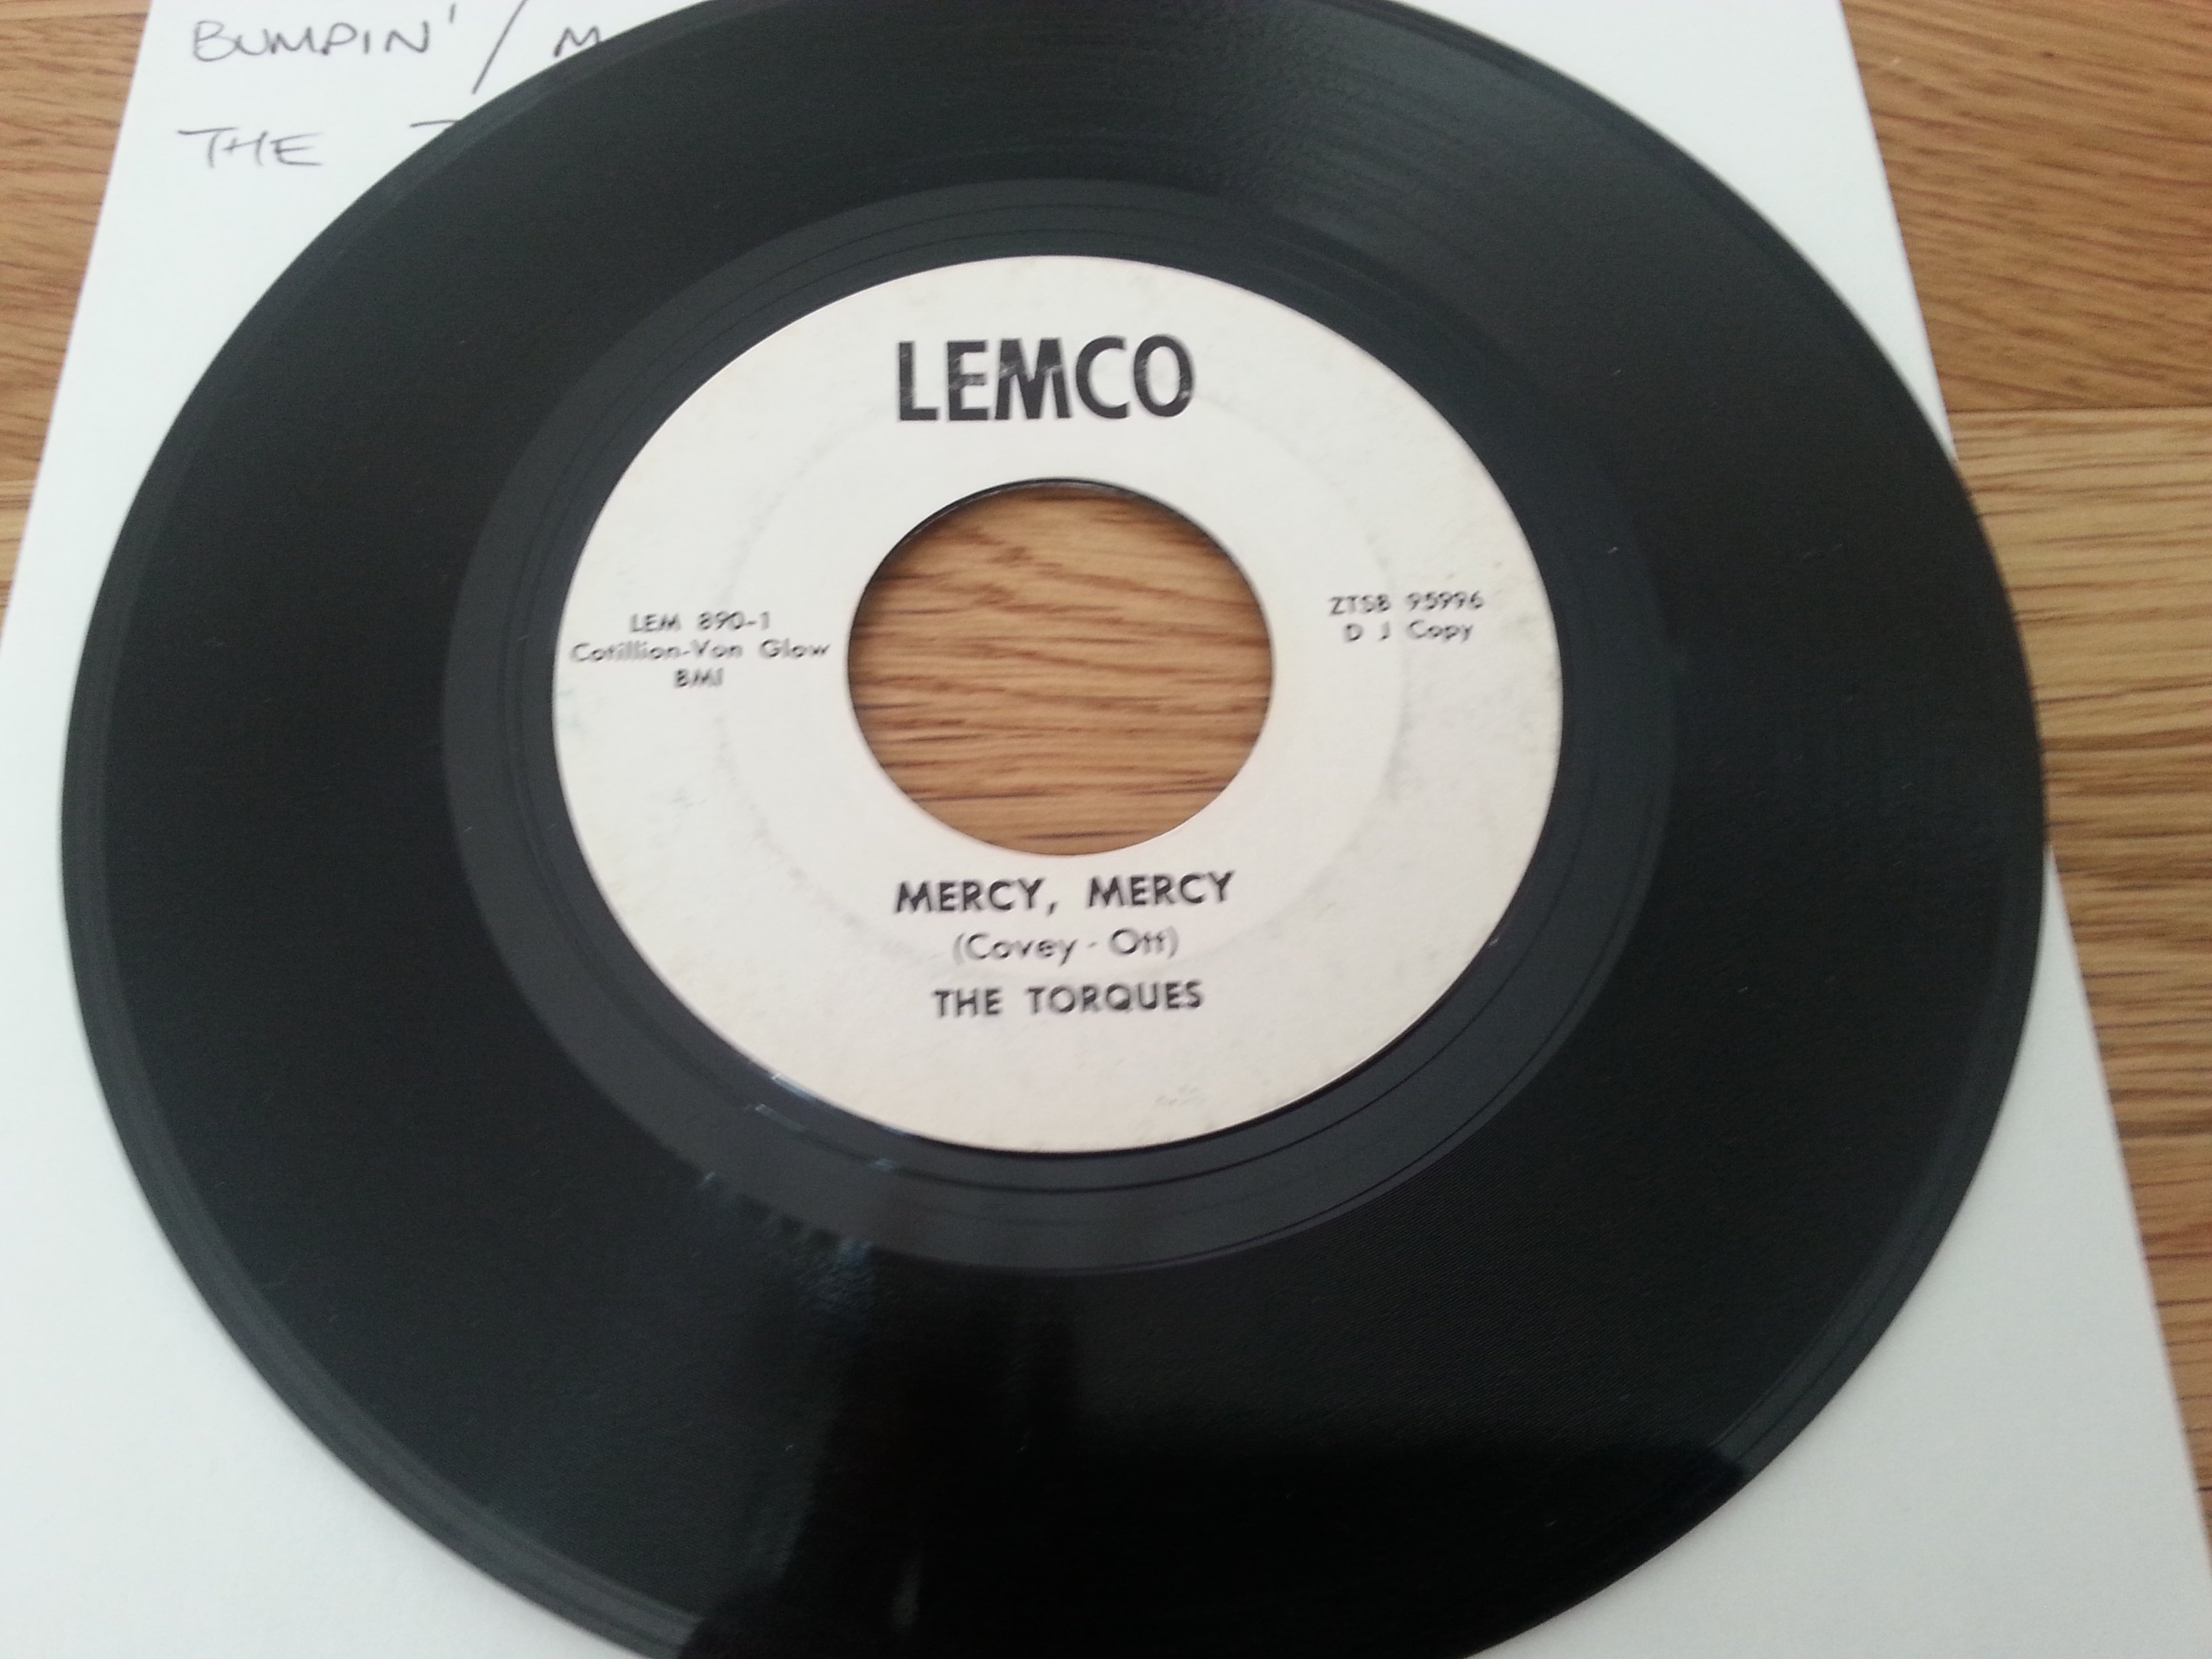 BUMPIN' / M
THE T
LEMCO
LEM 890-1
Cotillion-Von Glow
BMI
ZTSB 95996
D J Copy
MERCY, MERCY
(Covey - Ott)
THE TORQUES